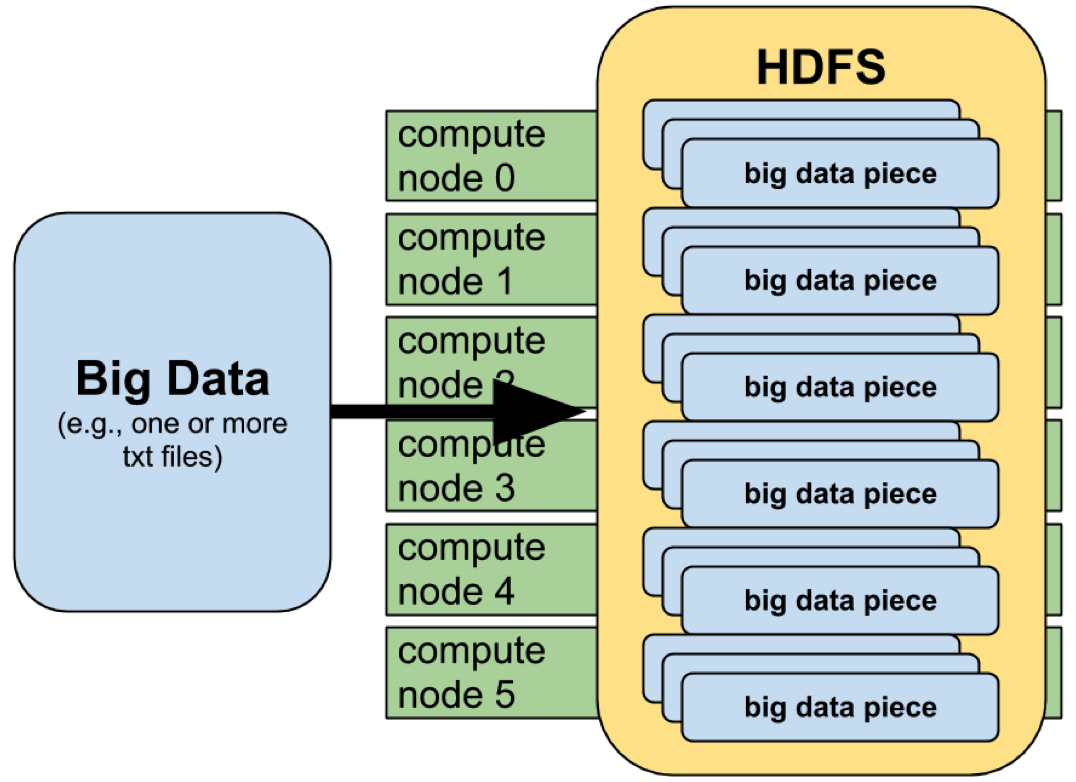 HDFS
compute
node 0
big data piece
compute
node 1
big data piece
compute
node 2
big data piece
Big Data
(e.g., one or more
txt files)
compute
node 3
big data piece
compute
node 4
big data piece
compute
node 5
big data piece